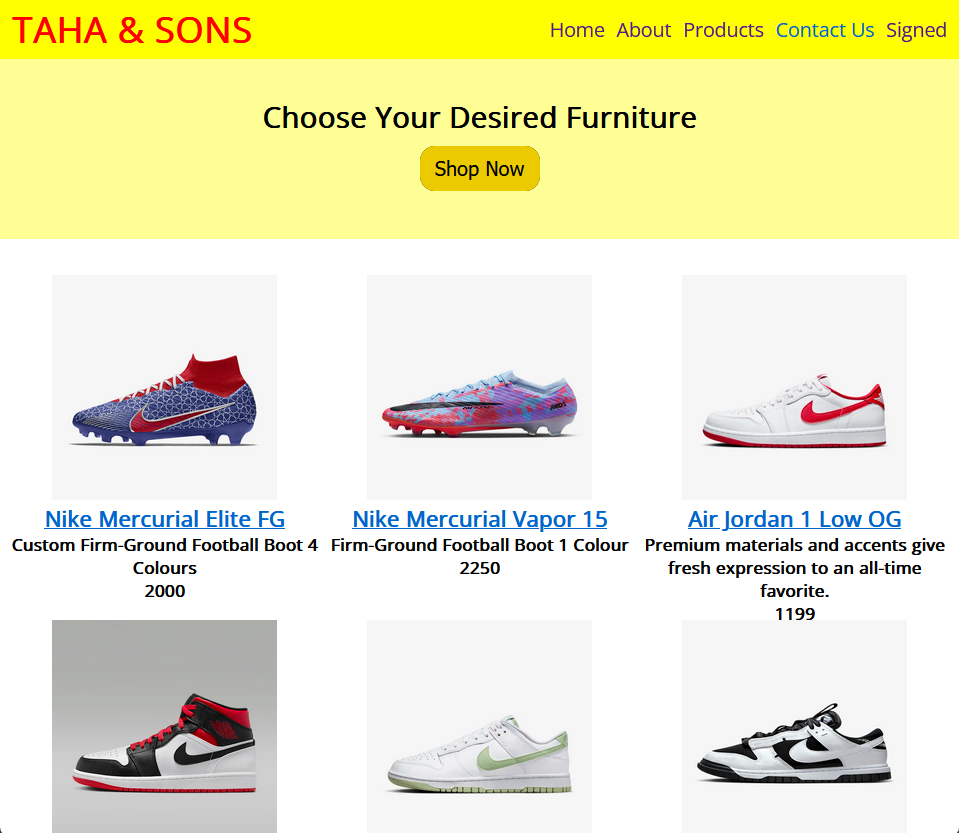 TAHA & SONS
Home About Products Contact Us Signed
Choose Your Desired Furniture
Shop Now
Nike Mercurial Elite FG
Custom Firm-Ground Football Boot 4
Colours
2000
Nike Mercurial Vapor 15
Firm-Ground Football Boot 1 Colour
2250
Air Jordan 1 Low OG
Premium materials and accents give
fresh expression to an all-time
favorite.
1199